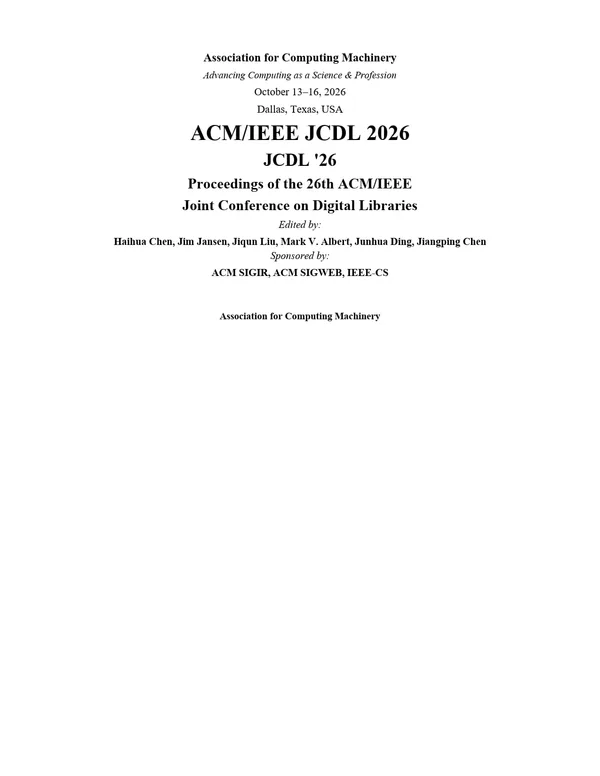 Association for Computing Machinery
Advancing Computing as a Science & Profession
October 13–16, 2026
Dallas, Texas, USA
ACM/IEEE JCDL 2026
JCDL '26
Proceedings of the 26th ACM/IEEE
Joint Conference on Digital Libraries
Edited by:
Haihua Chen, Jim Jansen, Jiqun Liu, Mark V. Albert, Junhua Ding, Jiangping Chen
Sponsored by:
ACM SIGIR, ACM SIGWEB, IEEE-CS
Association for Computing Machinery